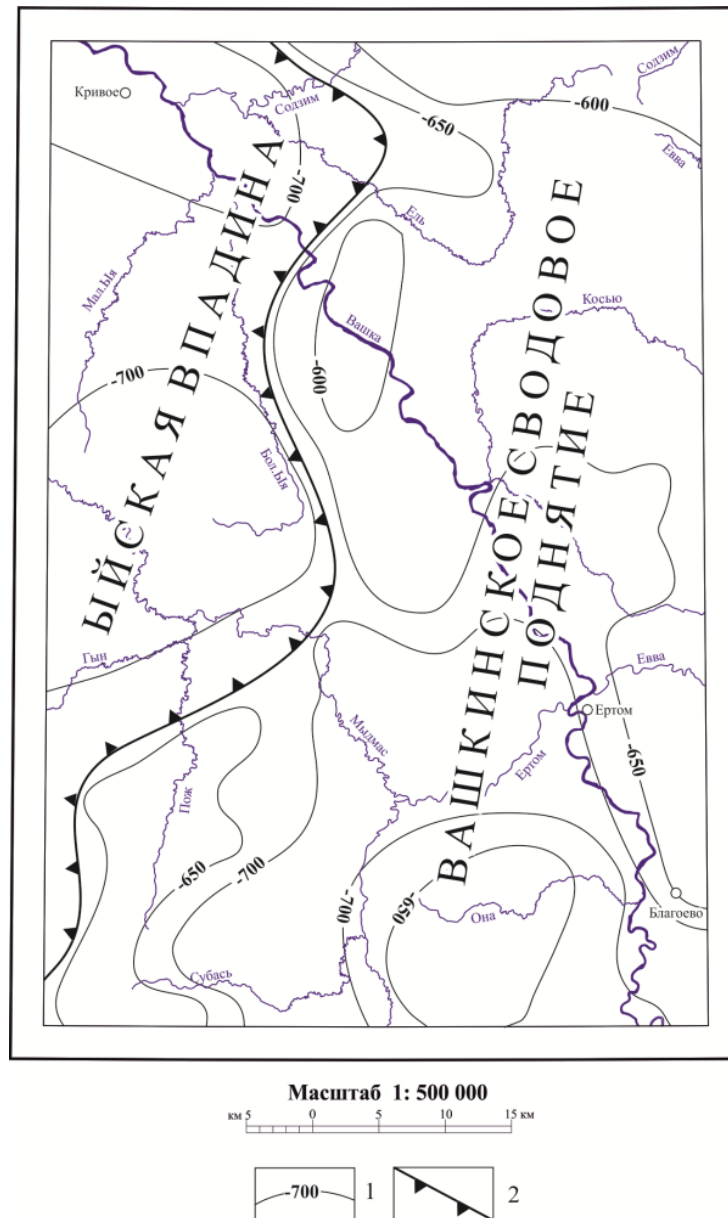 Кривое
Содзим
-650
-600
Содзим
Евва
-700
Ель
Мал.Ыя
Вашка
Косью
-600
-700
Бол.Ыя
ЫЙСКАЯ ВПАДИНА
ВАШКИНСКОЕ СВОДОВОЕ
ПОДНЯТИЕ
Гын
Евва
Ертом
Мыдмас
Ертом
-650
Пож
-650
-700
-700
-650
Она
Благоево
Субась
Масштаб 1: 500 000
км 5 0 5 10 15 км
-700 1 2